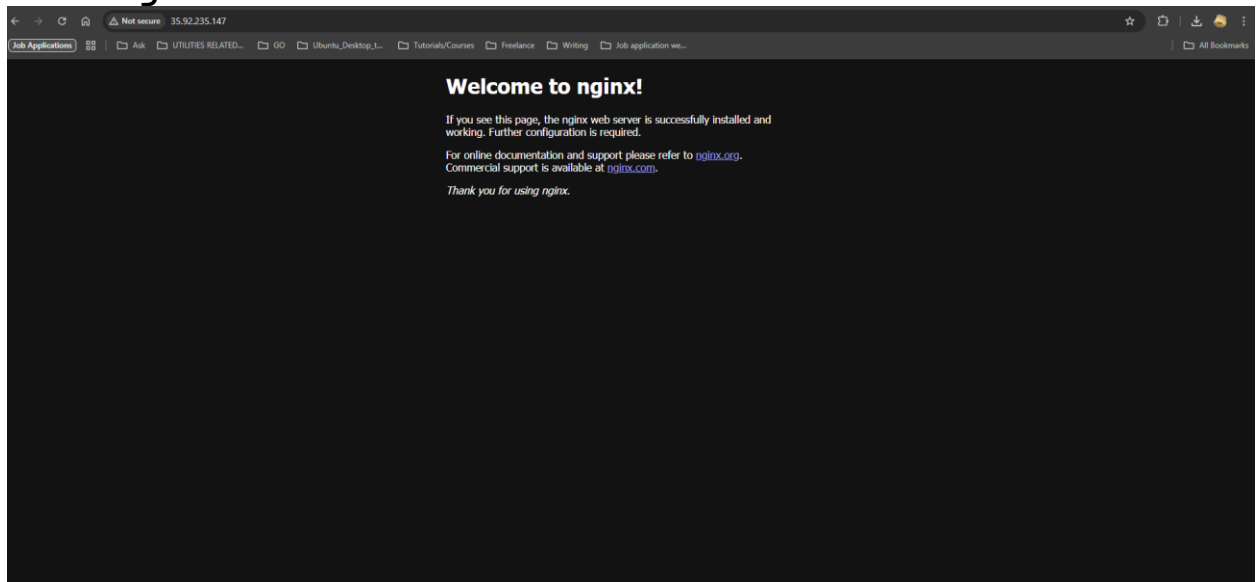 Not secure 35.92.235.147
Job Applications Ask UTILITIES RELATED... GO Ubuntu_Desktop_t... Tutorials/Courses Freelance Writing Job application we... All Bookmarks
Welcome to nginx!
If you see this page, the nginx web server is successfully installed and
working. Further configuration is required.
For online documentation and support please refer to nginx.org.
Commercial support is available at nginx.com.
Thank you for using nginx.